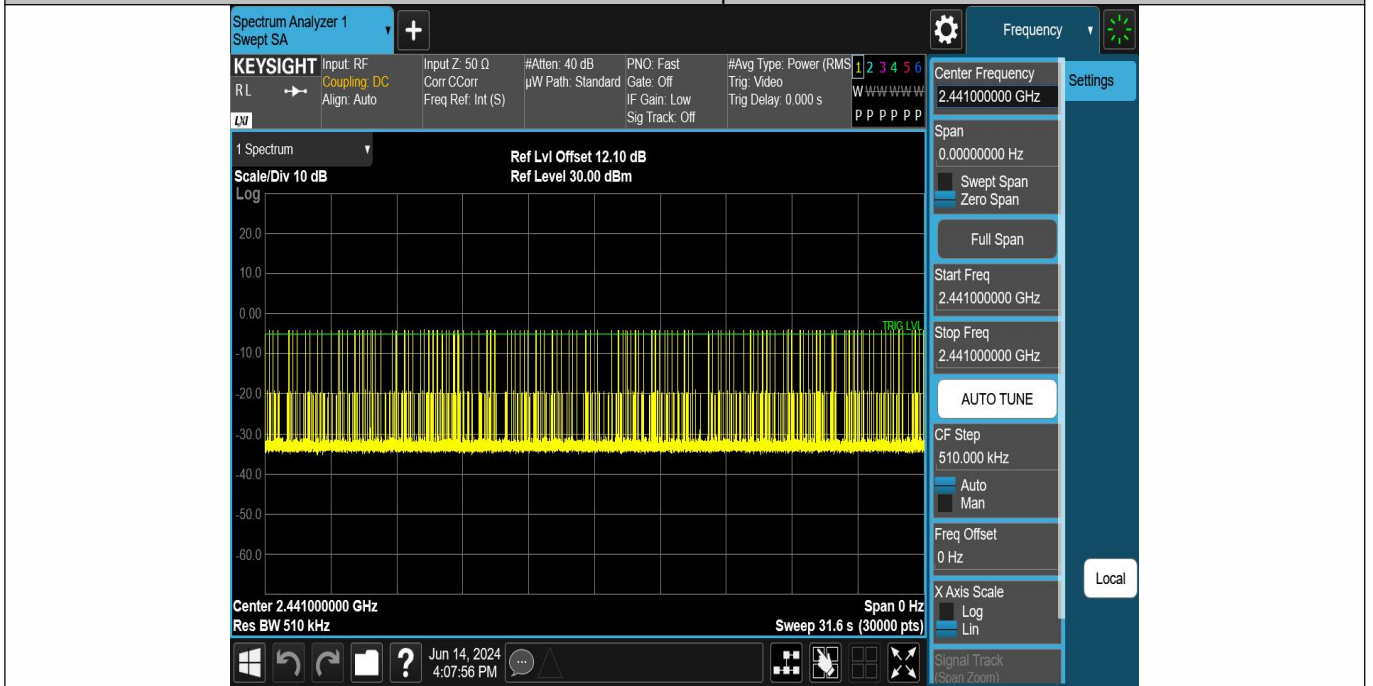 Spectrum Analyzer 1
Swept SA
+
Frequency
KEYSIGHT
R L
LXI
Input: RF
Coupling: DC
Align: Auto
Input Z: 50 Ω
Corr CCorr
Freq Ref: Int (S)
#Atten: 40 dB
µW Path: Standard
PNO: Fast
Gate: Off
IF Gain: Low
Sig Track: Off
#Avg Type: Power (RMS
Trig: Video
Trig Delay: 0.000 s
1 2 3 4 5 6
W W W W W W
P P P P P P
1 Spectrum
Scale/Div 10 dB
Ref Lvl Offset 12.10 dB
Ref Level 30.00 dBm
Log
20.0
10.0
0.00
TRIG LVL
-10.0
-20.0
-30.0
-40.0
-50.0
-60.0
Center 2.441000000 GHz
Res BW 510 kHz
Span 0 Hz
Sweep 31.6 s (30000 pts)
Center Frequency
2.441000000 GHz
Settings
Span
0.00000000 Hz
Swept Span
Zero Span
Full Span
Start Freq
2.441000000 GHz
Stop Freq
2.441000000 GHz
AUTO TUNE
CF Step
510.000 kHz
Auto
Man
Freq Offset
0 Hz
X Axis Scale
Log
Lin
Signal Track
(Span Zoom)
Local
?
Jun 14, 2024
4:07:56 PM